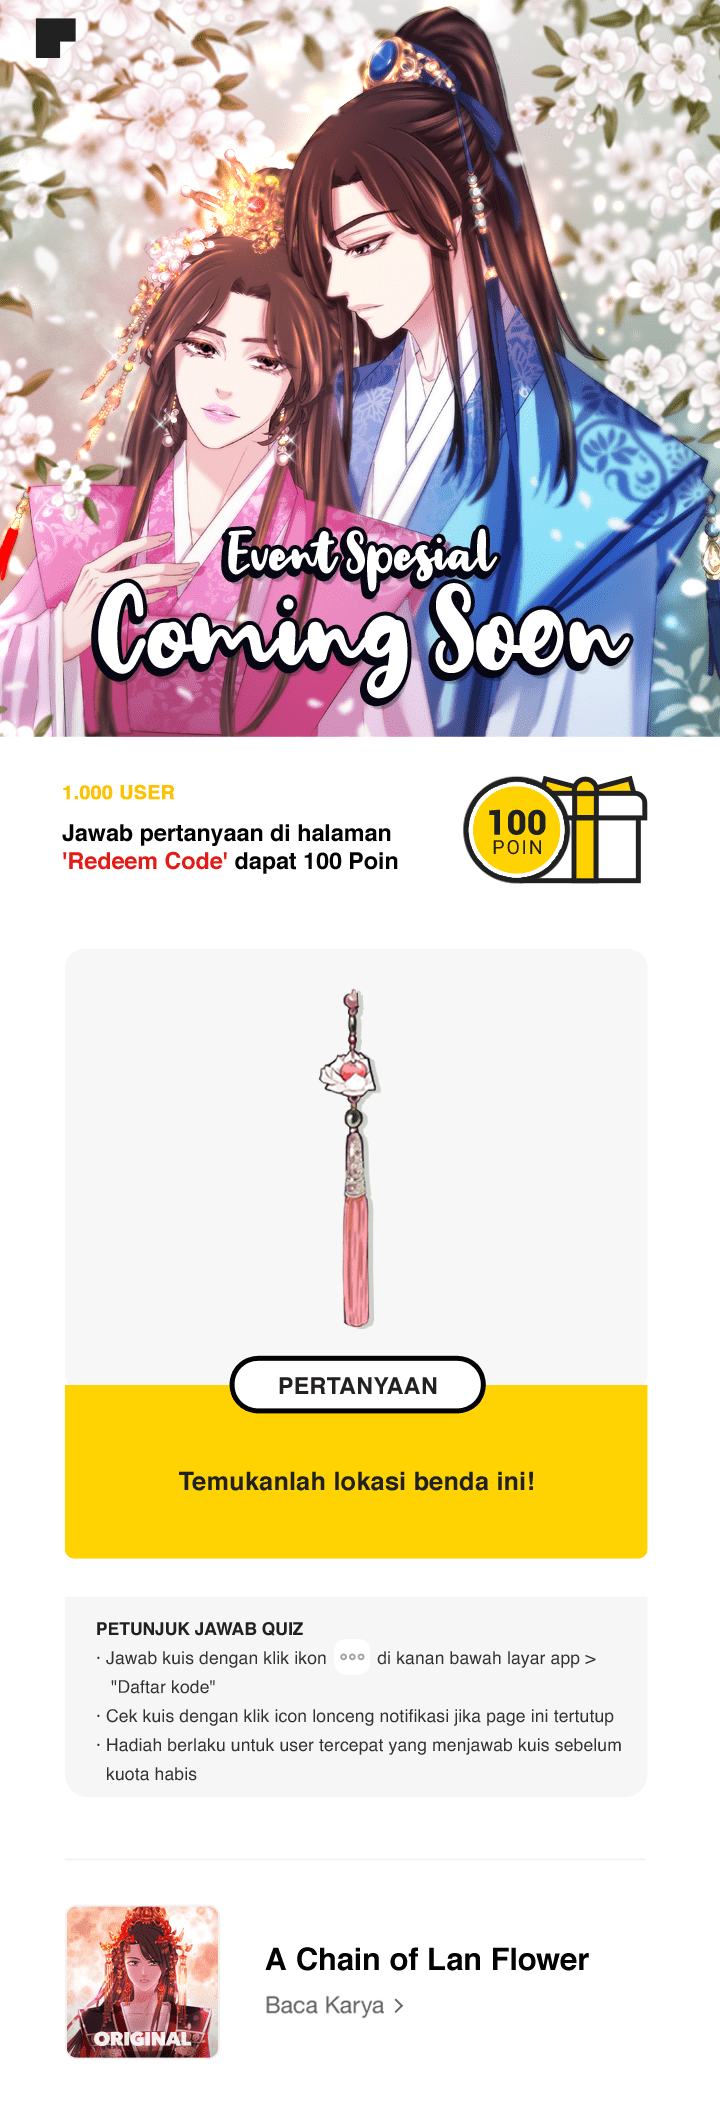 Event Spesial
Coming Soon
1.000 USER
Jawab pertanyaan di halaman
'Redeem Code' dapat 100 Poin
100
POIN
PERTANYAAN
Temukanlah lokasi benda ini!
PETUNJUK JAWAB QUIZ
· Jawab kuis dengan klik ikon ooo di kanan bawah layar app >
"Daftar kode"
· Cek kuis dengan klik icon lonceng notifikasi jika page ini tertutup
· Hadiah berlaku untuk user tercepat yang menjawab kuis sebelum
kuota habis
ORIGINAL
A Chain of Lan Flower
Baca Karya >